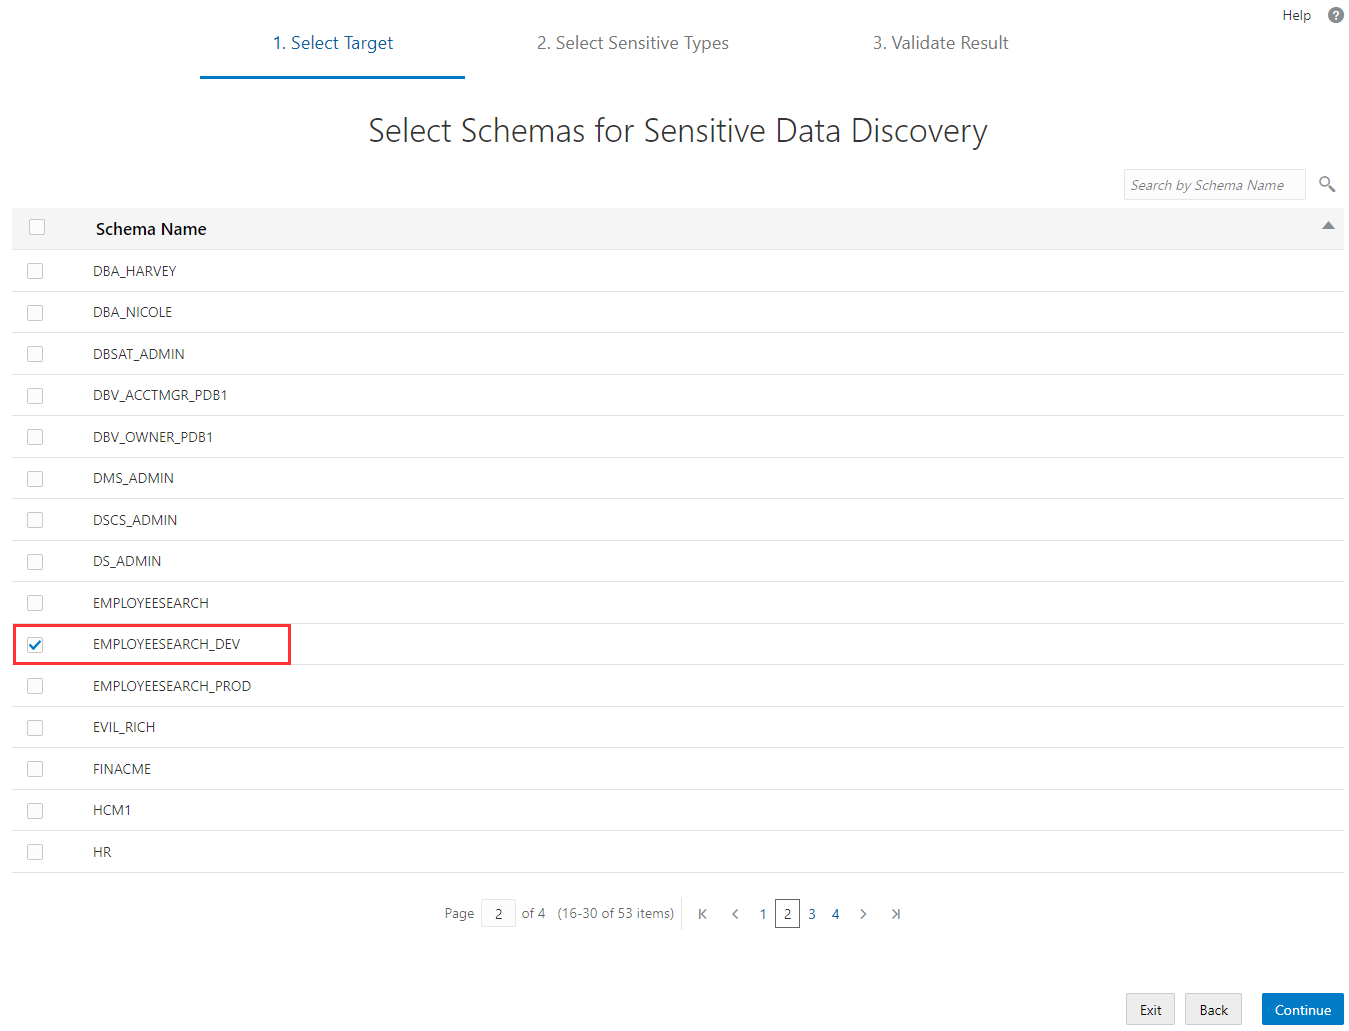 Help ?
1. Select Target 2. Select Sensitive Types 3. Validate Result
Select Schemas for Sensitive Data Discovery
Search by Schema Name
Schema Name
DBA_HARVEY
DBA_NICOLE
DBSAT_ADMIN
DBV_ACCTMGR_PDB1
DBV_OWNER_PDB1
DMS_ADMIN
DSCS_ADMIN
DS_ADMIN
EMPLOYEESEARCH
EMPLOYEESEARCH_DEV
EMPLOYEESEARCH_PROD
EVIL_RICH
FINACME
HCM1
HR
Page 2 of 4 (16-30 of 53 items) 1 2 3 4
Exit Back Continue